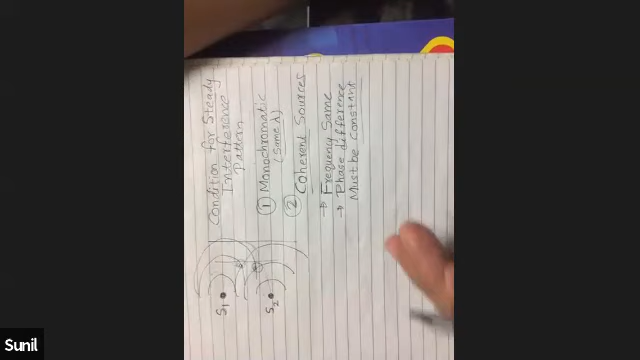 Condition for Steady
Interference
Pattern
① Monochromatic
(Same λ)
② Coherent Sources
→ Frequency Same
→ Phase difference
Must be Constant
S₁
S₂
Sunil